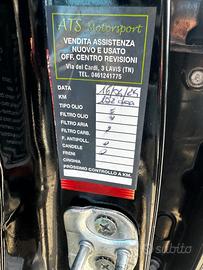 ATS Motorsport
VENDITA ASSISTENZA
NUOVO E USATO
OFF. CENTRO REVISIONI
Via dei Cardi, 3 LAVIS (TN)
TEL. 0461241775
DATA
KM
TIPO OLIO
FILTRO OLIO
FILTRO ARIA
FILTRO CARB.
F. ANTIPOLL.
CANDELE
FRENI
CINGHIA
PROSSIMO CONTROLLO A KM.
subito